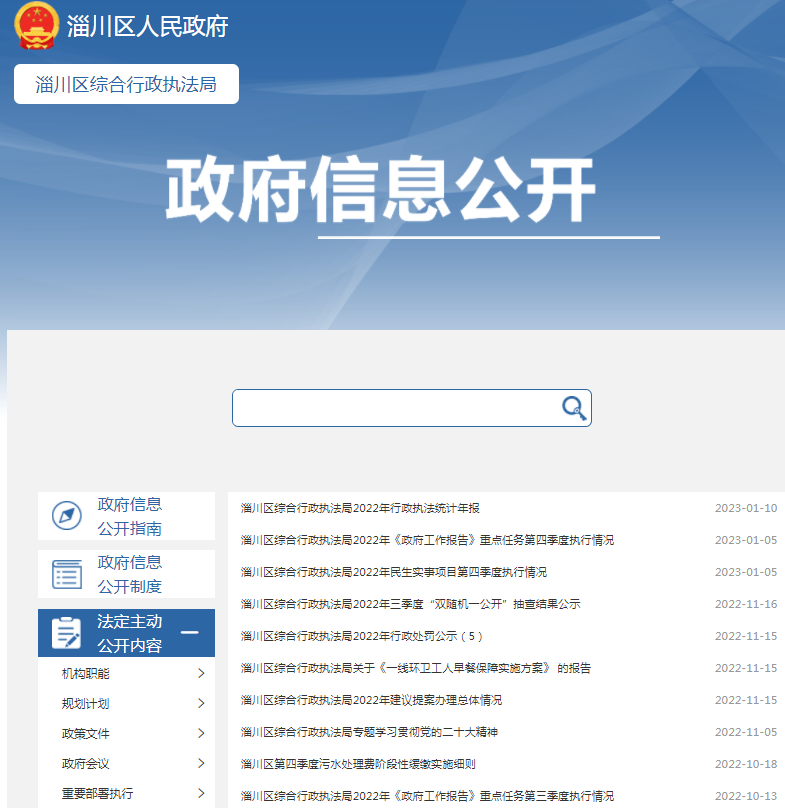 淄川区人民政府
淄川区综合行政执法局
政府信息公开
政府信息
公开指南
政府信息
公开制度
法定主动
公开内容
机构职能
规划计划
政策文件
政府会议
重要部署执行
淄川区综合行政执法局2022年行政执法统计年报 2023-01-10
淄川区综合行政执法局2022年《政府工作报告》重点任务第四季度执行情况 2023-01-05
淄川区综合行政执法局2022年民生实事项目第四季度执行情况 2023-01-05
淄川区综合行政执法局2022年三季度“双随机一公开”抽查结果公示 2022-11-16
淄川区综合行政执法局2022年行政处罚公示（5） 2022-11-15
淄川区综合行政执法局关于《一线环卫工人早餐保障实施方案》 的报告 2022-11-15
淄川区综合行政执法局2022年建议提案办理总体情况 2022-11-15
淄川区综合行政执法局专题学习贯彻党的二十大精神 2022-11-05
淄川区第四季度污水处理费阶段性缓缴实施细则 2022-10-18
淄川区综合行政执法局2022年《政府工作报告》重点任务第三季度执行情况 2022-10-13